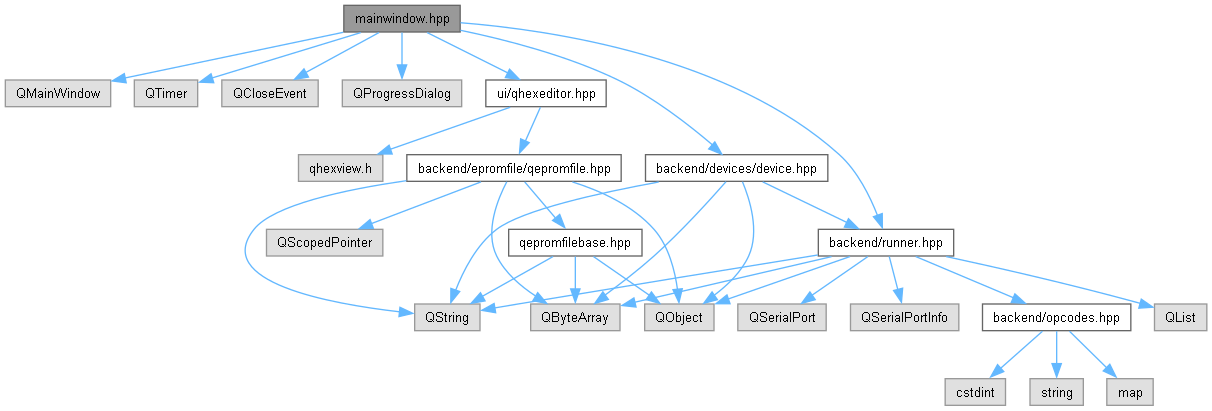 mainwindow.hpp
QMainWindow
QTimer
QCloseEvent
QProgressDialog
ui/qhexeditor.hpp
qhexview.h
backend/epromfile/qepromfile.hpp
backend/devices/device.hpp
QScopedPointer
qepromfilebase.hpp
backend/runner.hpp
QString
QByteArray
QObject
QSerialPort
QSerialPortInfo
backend/opcodes.hpp
QList
cstdint
string
map